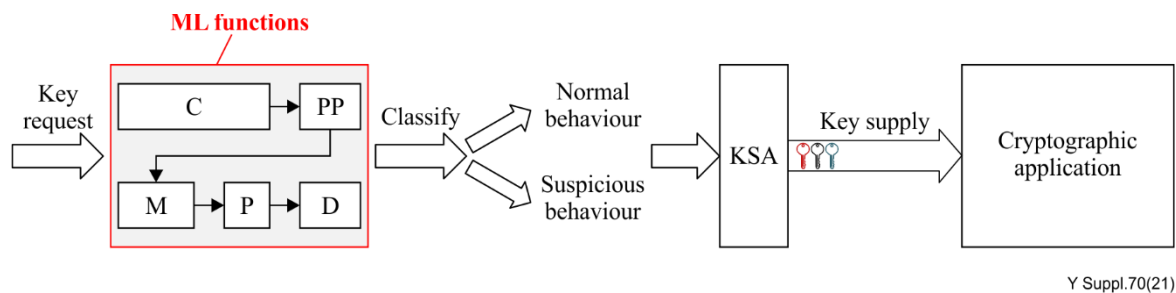 ML functions
Key
request
C
PP
M
P
D
Classify
Normal
behaviour
Suspicious
behaviour
KSA
Key supply
Cryptographic
application
Y Suppl.70(21)